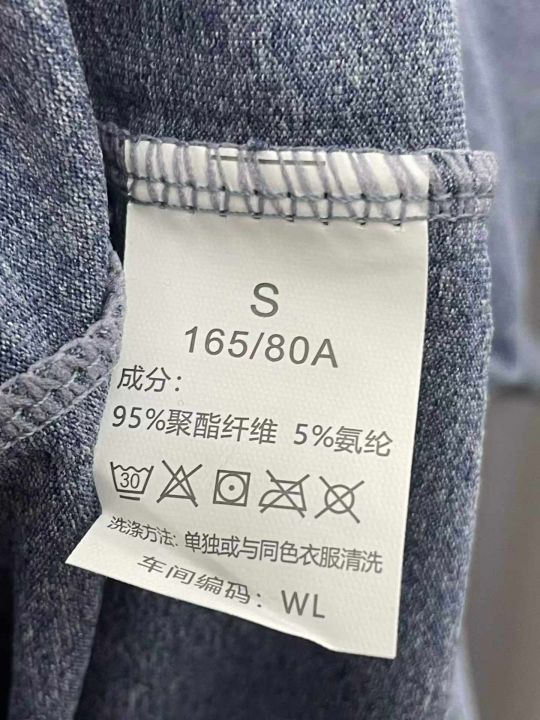 S
165/80A
成分：
95%聚酯纤维 5%氨纶
30
洗涤方法: 单独或与同色衣服清洗
车间编码：WL